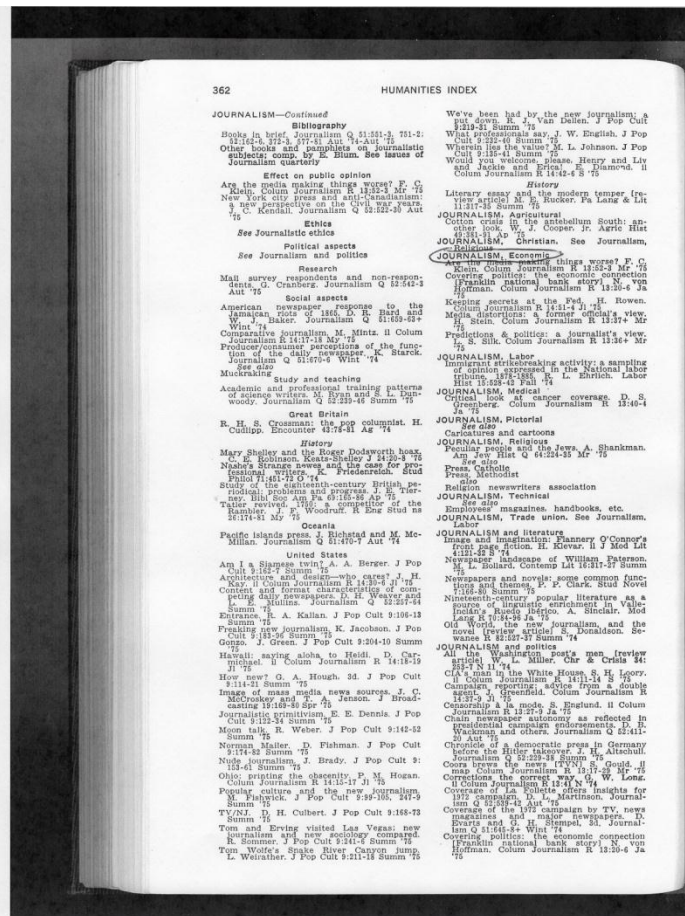 362
HUMANITIES INDEX
JOURNALISM—Continued
Bibliography
Books in brief. Journalism Q 51:551-3, 751-2;
52:162-6, 372-3, 577-81 Aut '74-Aut '75
Other books and pamphlets on journalistic
subjects; comp. by E. Blum. See issues of
Journalism quarterly
Effect on public opinion
Are the media making things worse? F. C.
Klein. Colum Journalism R 13:52-3 Mr '75
New York city press and anti-Canadianism:
a new perspective on the Civil war years.
J. C. Kendall. Journalism Q 52:522-30 Aut
'75
Ethics
See Journalistic ethics
Political aspects
See Journalism and politics
Research
Mail survey respondents and non-respon-
dents. G. Cranberg. Journalism Q 52:542-3
Aut '75
Social aspects
American newspaper response to the
Jamaican riots of 1865. D. R. Bard and
W. J. Baker. Journalism Q 51:659-63+
Wint '74
Comparative journalism. M. Mintz. il Colum
Journalism R 14:17-18 My '75
Producer/consumer perceptions of the func-
tion of the daily newspaper. K. Starck.
Journalism Q 51:670-6 Wint '74
See also
Muckraking
Study and teaching
Academic and professional training patterns
of science writers. M. Ryan and S. L. Dun-
woody. Journalism Q 52:239-46 Summ '75
Great Britain
R. H. S. Crossman: the pop columnist. H.
Cudlipp. Encounter 43:78-81 Ag '74
History
Mary Shelley and the Roger Dodsworth hoax.
C. E. Robinson. Keats-Shelley J 24:20-8 '75
Nashe's Strange newes and the case for pro-
fessional writers. K. Friedenreich. Stud
Philol 71:451-72 O '74
Study of the eighteenth-century British pe-
riodical: problems and progress. J. E. Tier-
ney. Bibl Soc Am Pa 69:165-86 Ap '75
Tatler revived, 1750; a competitor of the
Rambler. J. F. Woodruff. R Eng Stud ns
26:174-81 My '75
Oceania
Pacific islands press. J. Richstad and M. Mc-
Millan. Journalism Q 51:470-7 Aut '74
United States
Am I a Siamese twin? A. A. Berger. J Pop
Cult 9:162-7 Summ '75
Architecture and design—who cares? J. H.
Kay. il Colum Journalism R 14:30-6 Jl '75
Content and format characteristics of com-
peting daily newspapers. D. H. Weaver and
L. E. Mullins. Journalism Q 52:257-64
Summ '75
Entrance. R. A. Kallan. J Pop Cult 9:106-13
Summ '75
Freaking new journalism. K. Jacobson. J Pop
Cult 9:183-96 Summ '75
Gonzo. J. Green. J Pop Cult 9:204-10 Summ
'75
Hawaii: saying aloha to Heidi. D. Car-
michael. il Colum Journalism R 14:18-19
Jl '75
How new? G. A. Hough, 3d. J Pop Cult
9:114-21 Summ '75
Image of mass media news sources. J. C.
McCroskey and T. A. Jenson. J Broad-
casting 19:169-80 Spr '75
Journalistic primitivism. E. E. Dennis. J Pop
Cult 9:122-34 Summ '75
Moon talk. R. Weber. J Pop Cult 9:142-52
Summ '75
Norman Mailer. D. Fishman. J Pop Cult
9:174-82 Summ '75
Nude journalism. J. Brady. J Pop Cult 9:
153-61 Summ '75
Ohio: printing the obscenity. P. M. Hogan.
Colum Journalism R 14:15-17 Jl '75
Popular culture and the new journalism.
M. Fishwick. J Pop Cult 9:99-105, 247-9
Summ '75
TV/NJ. D. H. Culbert. J Pop Cult 9:168-73
Summ '75
Tom and Erving visited Las Vegas: new
journalism and new sociology compared.
R. Sommer. J Pop Cult 9:241-6 Summ '75
Tom Wolfe's Snake River Canyon jump.
L. Weirather. J Pop Cult 9:211-18 Summ '75
We've been had by the new journalism: a
put down. R. J. Van Dellen. J Pop Cult
9:219-31 Summ '75
What professionals say. J. W. English. J Pop
Cult 9:232-40 Summ '75
Wherein lies the value? M. L. Johnson. J Pop
Cult 9:135-41 Summ '75
Would you welcome, please, Henry and Liv
and Jackie and Erica! E. Diamond. il
Colum Journalism R 14:42-6 S '75
History
Literary essay and the modern temper [re-
view article] M. E. Rucker. Pa Lang & Lit
11:317-35 Summ '75
JOURNALISM, Agricultural
Cotton crisis in the antebellum South: an-
other look. W. J. Cooper, jr. Agric Hist
49:381-91 Ap '75
JOURNALISM, Christian. See Journalism,
Religious
JOURNALISM, Economic
Are the media making things worse? F. C.
Klein. Colum Journalism R 13:52-3 Mr '75
Covering politics: the economic connection
[Franklin national bank story] N. von
Hoffman. Colum Journalism R 13:20-6 Ja
'75
Keeping secrets at the Fed. H. Rowen.
Colum Journalism R 14:51-4 Jl '75
Media distortions: a former official's view.
H. Stein. Colum Journalism R 13:37+ Mr
'75
Predictions & politics: a journalist's view.
L. S. Silk. Colum Journalism R 13:36+ Mr
'75
JOURNALISM, Labor
Immigrant strikebreaking activity: a sampling
of opinion expressed in the National labor
tribune, 1878-1885. R. L. Ehrlich. Labor
Hist 15:528-42 Fall '74
JOURNALISM, Medical
Critical look at cancer coverage. D. S.
Greenberg. Colum Journalism R 13:40-4
Ja '75
JOURNALISM, Pictorial
See also
Caricatures and cartoons
JOURNALISM, Religious
Peculiar people and the Jews. A. Shankman.
Am Jew Hist Q 64:224-35 Mr '75
See also
Press, Catholic
Press, Methodist
also
Religion newswriters association
JOURNALISM, Technical
See also
Employees' magazines, handbooks, etc.
JOURNALISM, Trade union. See Journalism,
Labor
JOURNALISM and literature
Image and imagination: Flannery O'Connor's
front page fiction. H. Klevar. il J Mod Lit
4:121-32 S '74
Newspaper landscape of William Paterson.
M. L. Bollard. Contemp Lit 16:317-27 Summ
'75
Newspapers and novels: some common func-
tions and themes. P. P. Clark. Stud Novel
7:166-80 Summ '75
Nineteenth-century popular literature as a
source of linguistic enrichment in Valle-
Inclán's Ruedo ibérico. A. Sinclair. Mod
Lang R 70:84-96 Ja '75
Old World, the new journalism, and the
novel [review article] S. Donaldson. Se-
wanee R 82:527-37 Summ '74
JOURNALISM and politics
All the Washington post's men [review
article] W. L. Miller. Chr & Crisis 34:
253-7 N 11 '74
CIA's man in the White House. S. H. Loory.
il Colum Journalism R 14:11-14 S '75
Campaign reporting: advice from a double
agent. J. Greenfield. Colum Journalism R
14:37-9 Jl '75
Censorship à la mode. S. Englund. il Colum
Journalism R 13:27-9 Ja '75
Chain newspaper autonomy as reflected in
presidential campaign endorsements. D. B.
Wackman and others. Journalism Q 52:411-
20 Aut '75
Chronicle of a democratic press in Germany
before the Hitler takeover. J. H. Altschull.
Journalism Q 52:229-38 Summ '75
Coors brews the news [TVN] S. Gould. il
map Colum Journalism R 13:17-29 Mr '75
Corrections the correct way. G. W. Long.
il Colum Journalism R 13:41 N '74
Coverage of La Follette offers insights for
1972 campaign. D. L. Martinson. Journal-
ism Q 52:539-42 Aut '75
Coverage of the 1972 campaign by TV, news
magazines and major newspapers. D.
Evarts and G. H. Stempel, 3d. Journal-
ism Q 51:645-8+ Wint '74
Covering politics: the economic connection
[Franklin national bank story] N. von
Hoffman. Colum Journalism R 13:20-6 Ja
'75